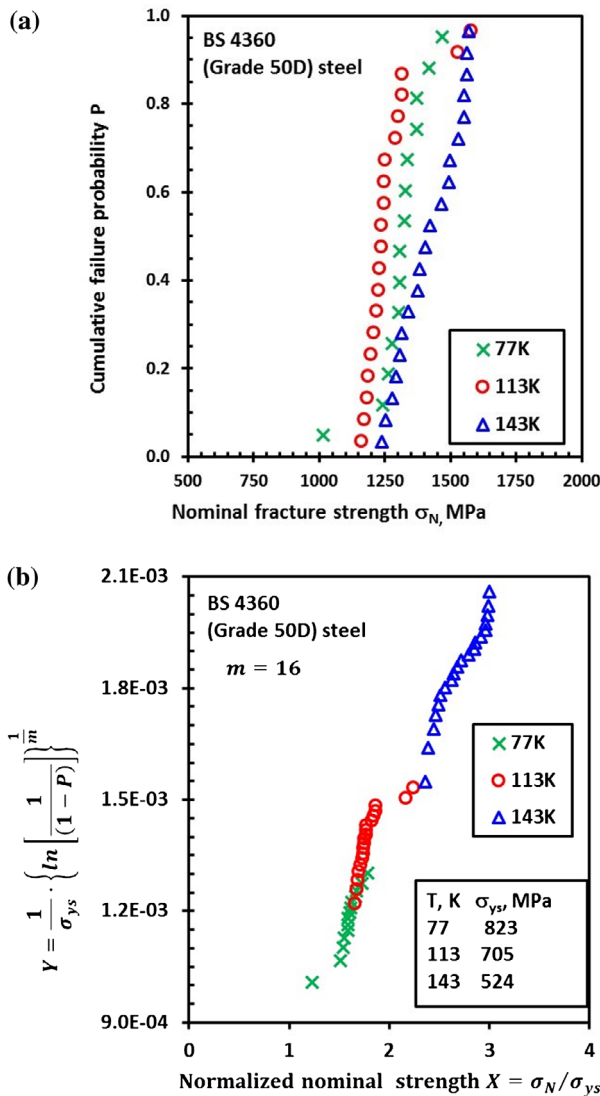 (a)
1.0
0.8
0.6
0.4
0.2
0.0
Cumulative failure probability P
BS 4360
(Grade 50D) steel
77K
113K
143K
500
1000
1250
1500
1750
2000
Nominal fracture strength σN, MPa
(b)
2.1E-03
1.8E-03
1.5E-03
1.2E-03
9.0E-04
Y = 1/σys · {ln[1/(1 − P)]}^1/m
BS 4360
(Grade 50D) steel
m = 16
77K
113K
143K
T, K σys, MPa
77 823
113 705
143 524
0
1
2
3
4
Normalized nominal strength X = σN/σys